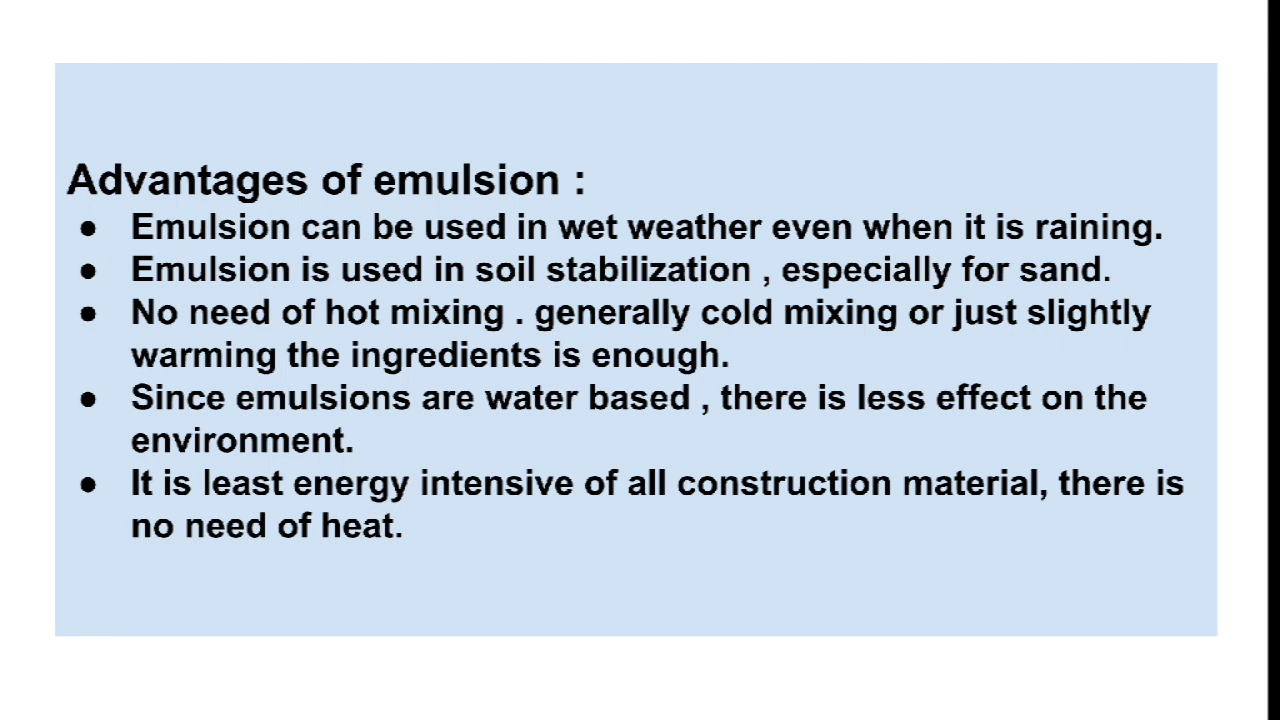 Advantages of emulsion :
● Emulsion can be used in wet weather even when it is raining.
● Emulsion is used in soil stabilization , especially for sand.
● No need of hot mixing . generally cold mixing or just slightly
warming the ingredients is enough.
● Since emulsions are water based , there is less effect on the
environment.
● It is least energy intensive of all construction material, there is
no need of heat.